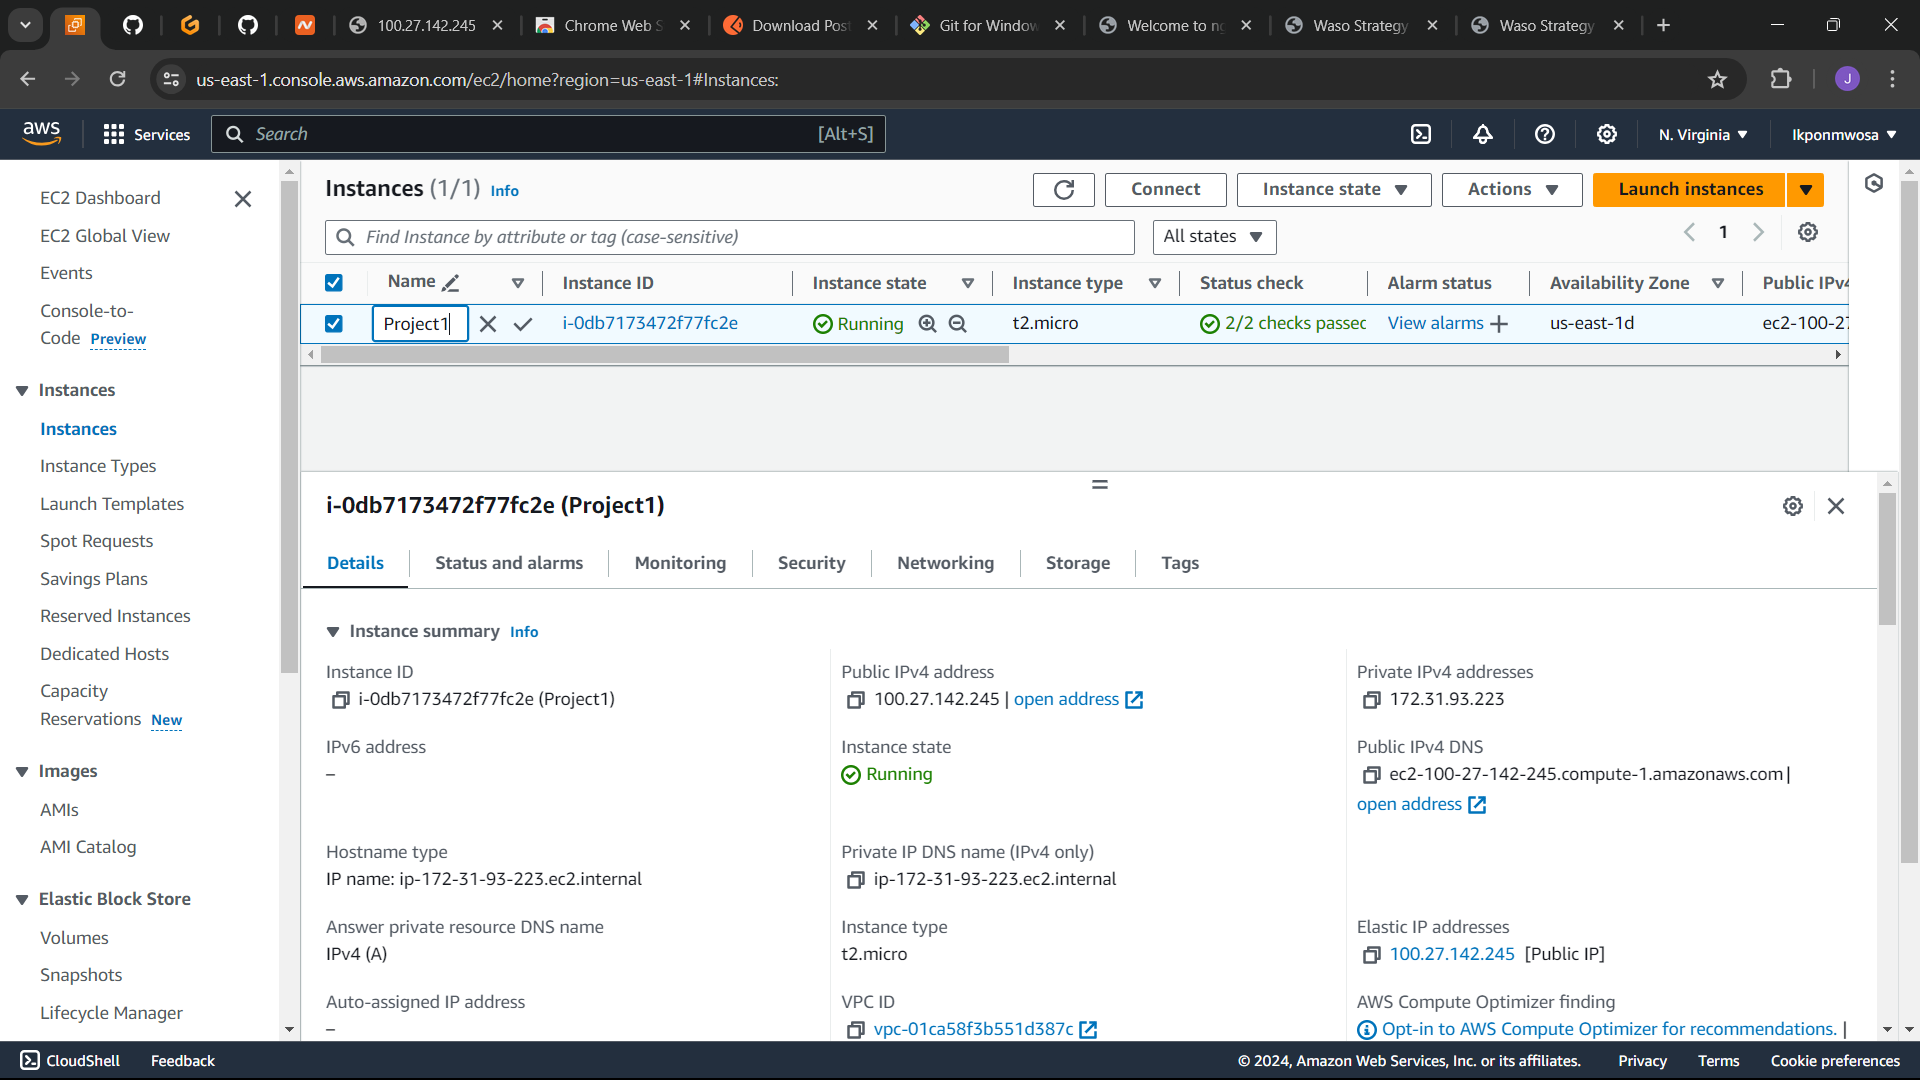 100.27.142.245
Chrome Web S
Download Pos
Git for Window
Welcome to ng
Waso Strategy
Waso Strategy
us-east-1.console.aws.amazon.com/ec2/home?region=us-east-1#Instances:
J
aws
Services
Search
[Alt+S]
N. Virginia
Ikponmwosa
EC2 Dashboard
EC2 Global View
Events
Console-to-
Code Preview
Instances
Instances
Instance Types
Launch Templates
Spot Requests
Savings Plans
Reserved Instances
Dedicated Hosts
Capacity
Reservations New
Images
AMIs
AMI Catalog
Elastic Block Store
Volumes
Snapshots
Lifecycle Manager
Instances (1/1) Info
Connect
Instance state
Actions
Launch instances
Find Instance by attribute or tag (case-sensitive)
All states
1
Name
Instance ID
Instance state
Instance type
Status check
Alarm status
Availability Zone
Public IPv4
Project1
i-0db7173472f77fc2e
Running
t2.micro
2/2 checks passed
View alarms
us-east-1d
ec2-100-27
i-0db7173472f77fc2e (Project1)
Details
Status and alarms
Monitoring
Security
Networking
Storage
Tags
Instance summary Info
Instance ID
i-0db7173472f77fc2e (Project1)
Public IPv4 address
100.27.142.245 | open address
Private IPv4 addresses
172.31.93.223
IPv6 address
–
Instance state
Running
Public IPv4 DNS
ec2-100-27-142-245.compute-1.amazonaws.com |
open address
Hostname type
IP name: ip-172-31-93-223.ec2.internal
Private IP DNS name (IPv4 only)
ip-172-31-93-223.ec2.internal
Answer private resource DNS name
IPv4 (A)
Instance type
t2.micro
Elastic IP addresses
100.27.142.245 [Public IP]
Auto-assigned IP address
–
VPC ID
vpc-01ca58f3b551d387c
AWS Compute Optimizer finding
Opt-in to AWS Compute Optimizer for recommendations. |
CloudShell
Feedback
© 2024, Amazon Web Services, Inc. or its affiliates.
Privacy
Terms
Cookie preferences